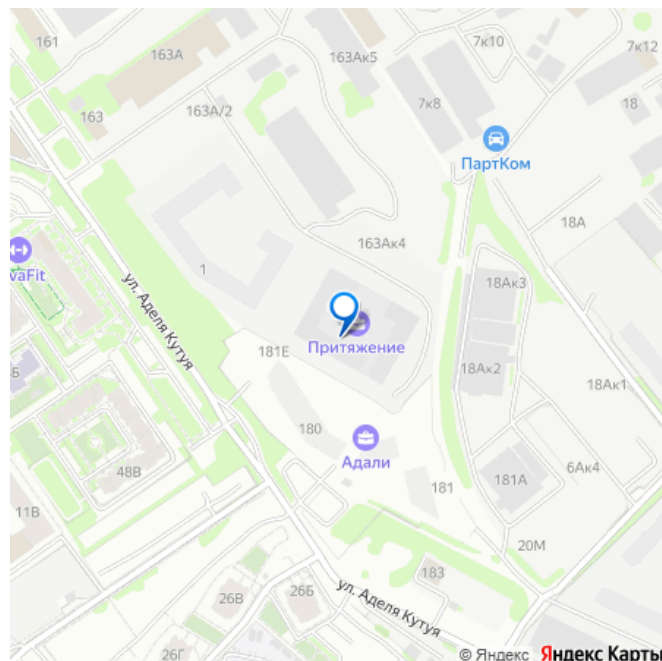 161
163А
163Ак5
7к10
7к12
163
163А/2
7к8
18
ПартКом
18А
163Ак4
vaFit
1
18Ак3
ул. Аделя Кутуя
Притяжение
181Е
18Ак2
18Ак1
Б
180
Адали
48В
6Ак4
181А
181
11В
20М
183
26В
26Б
ул. Аделя Кутуя
26Г
© Яндекс Яндекс Карты